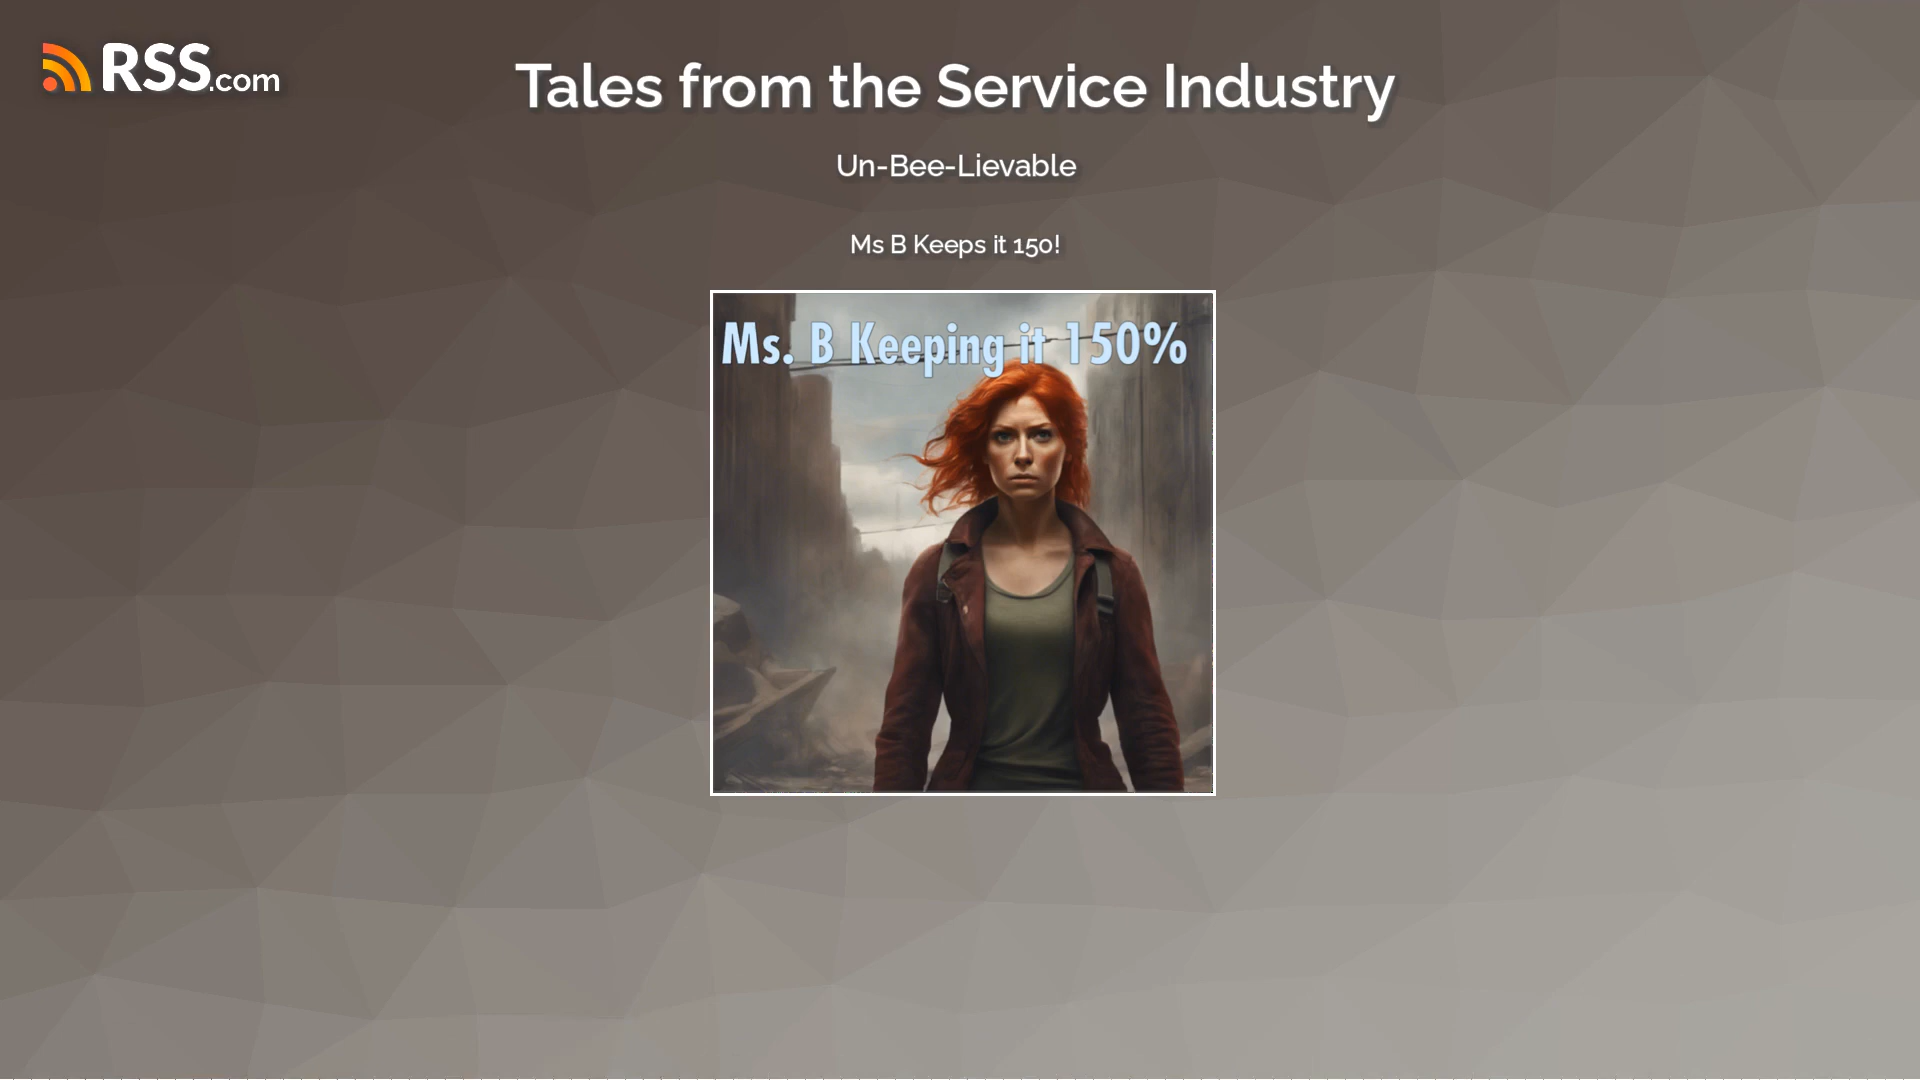 RSS.com
Tales from the Service Industry
Un-Bee-Lievable
Ms B Keeps it 150!
Ms. B Keeping it 150%